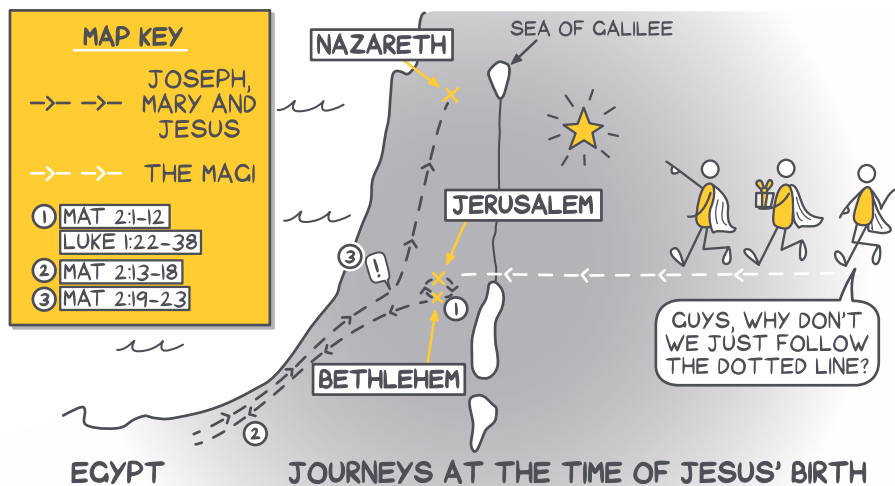 MAP KEY
JOSEPH,
MARY AND
JESUS
THE MAGI
1 MAT 2:1-12
LUKE 1:22-38
2 MAT 2:13-18
3 MAT 2:19-23
NAZARETH
SEA OF GALILEE
JERUSALEM
3
!
1
BETHLEHEM
2
GUYS, WHY DON'T
WE JUST FOLLOW
THE DOTTED LINE?
EGYPT
JOURNEYS AT THE TIME OF JESUS' BIRTH